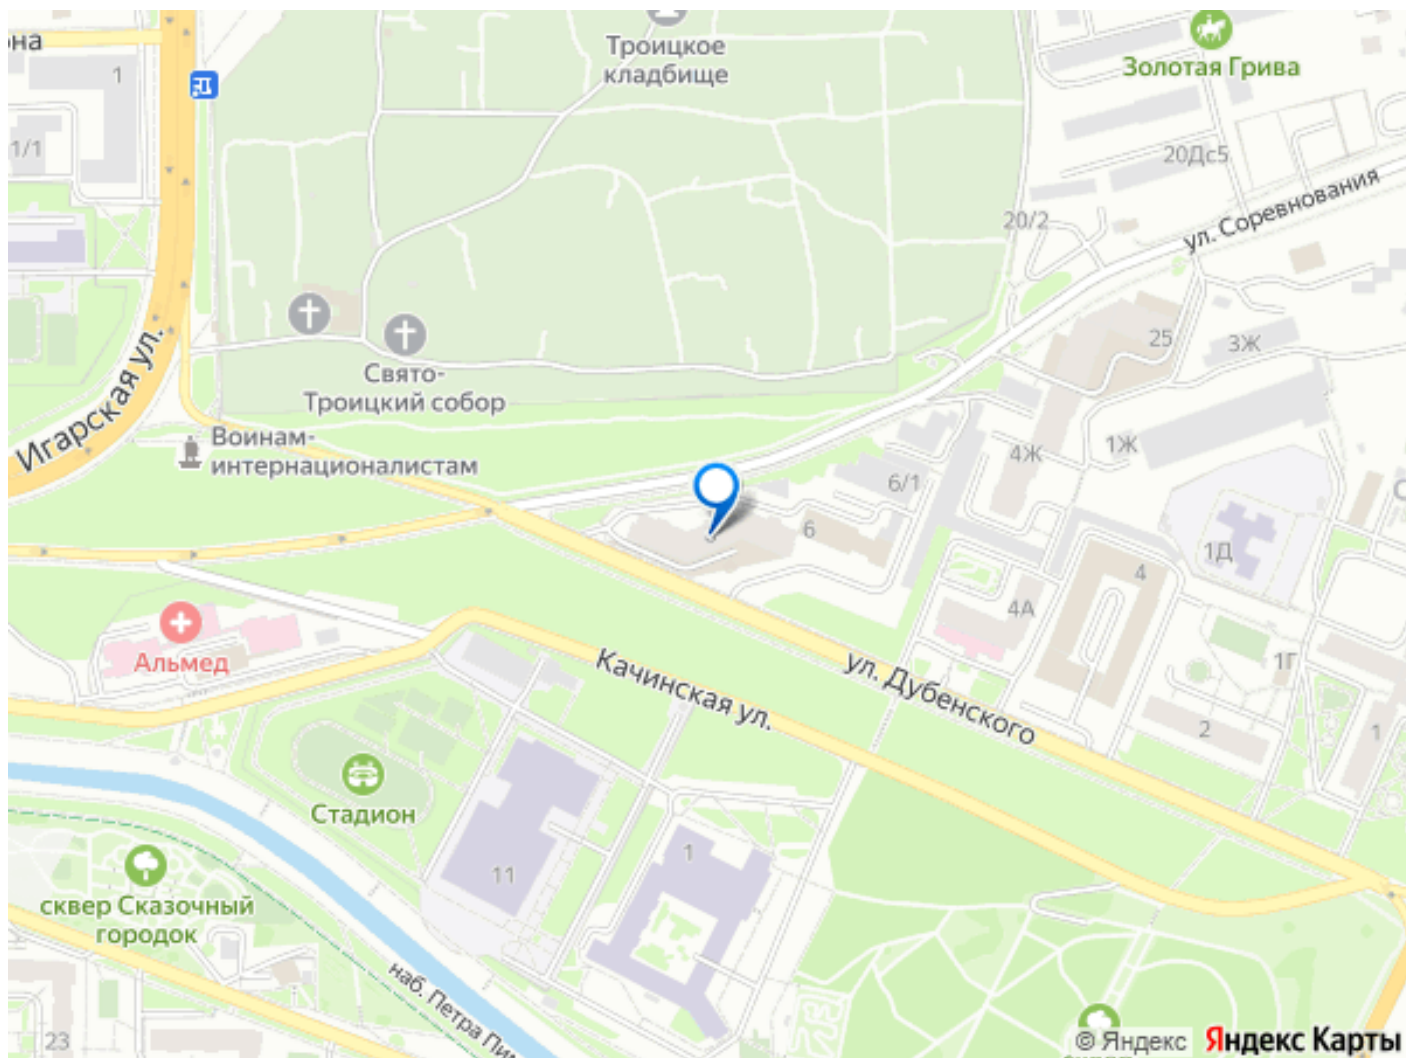 она
1
Троицкое
кладбище
Золотая Грива
1/1
20Дс5
20/2
ул. Соревнования
Игарская ул.
Свято-
Троицкий собор
25
3Ж
Воинам-
интернационалистам
1Ж
4Ж
6/1
6
1Д
4
4А
Альмед
1Г
Качинская ул.
ул. Дубенского
2
1
Стадион
1
11
сквер Сказочный
городок
наб. Петра
23
© Яндекс
Яндекс Карты